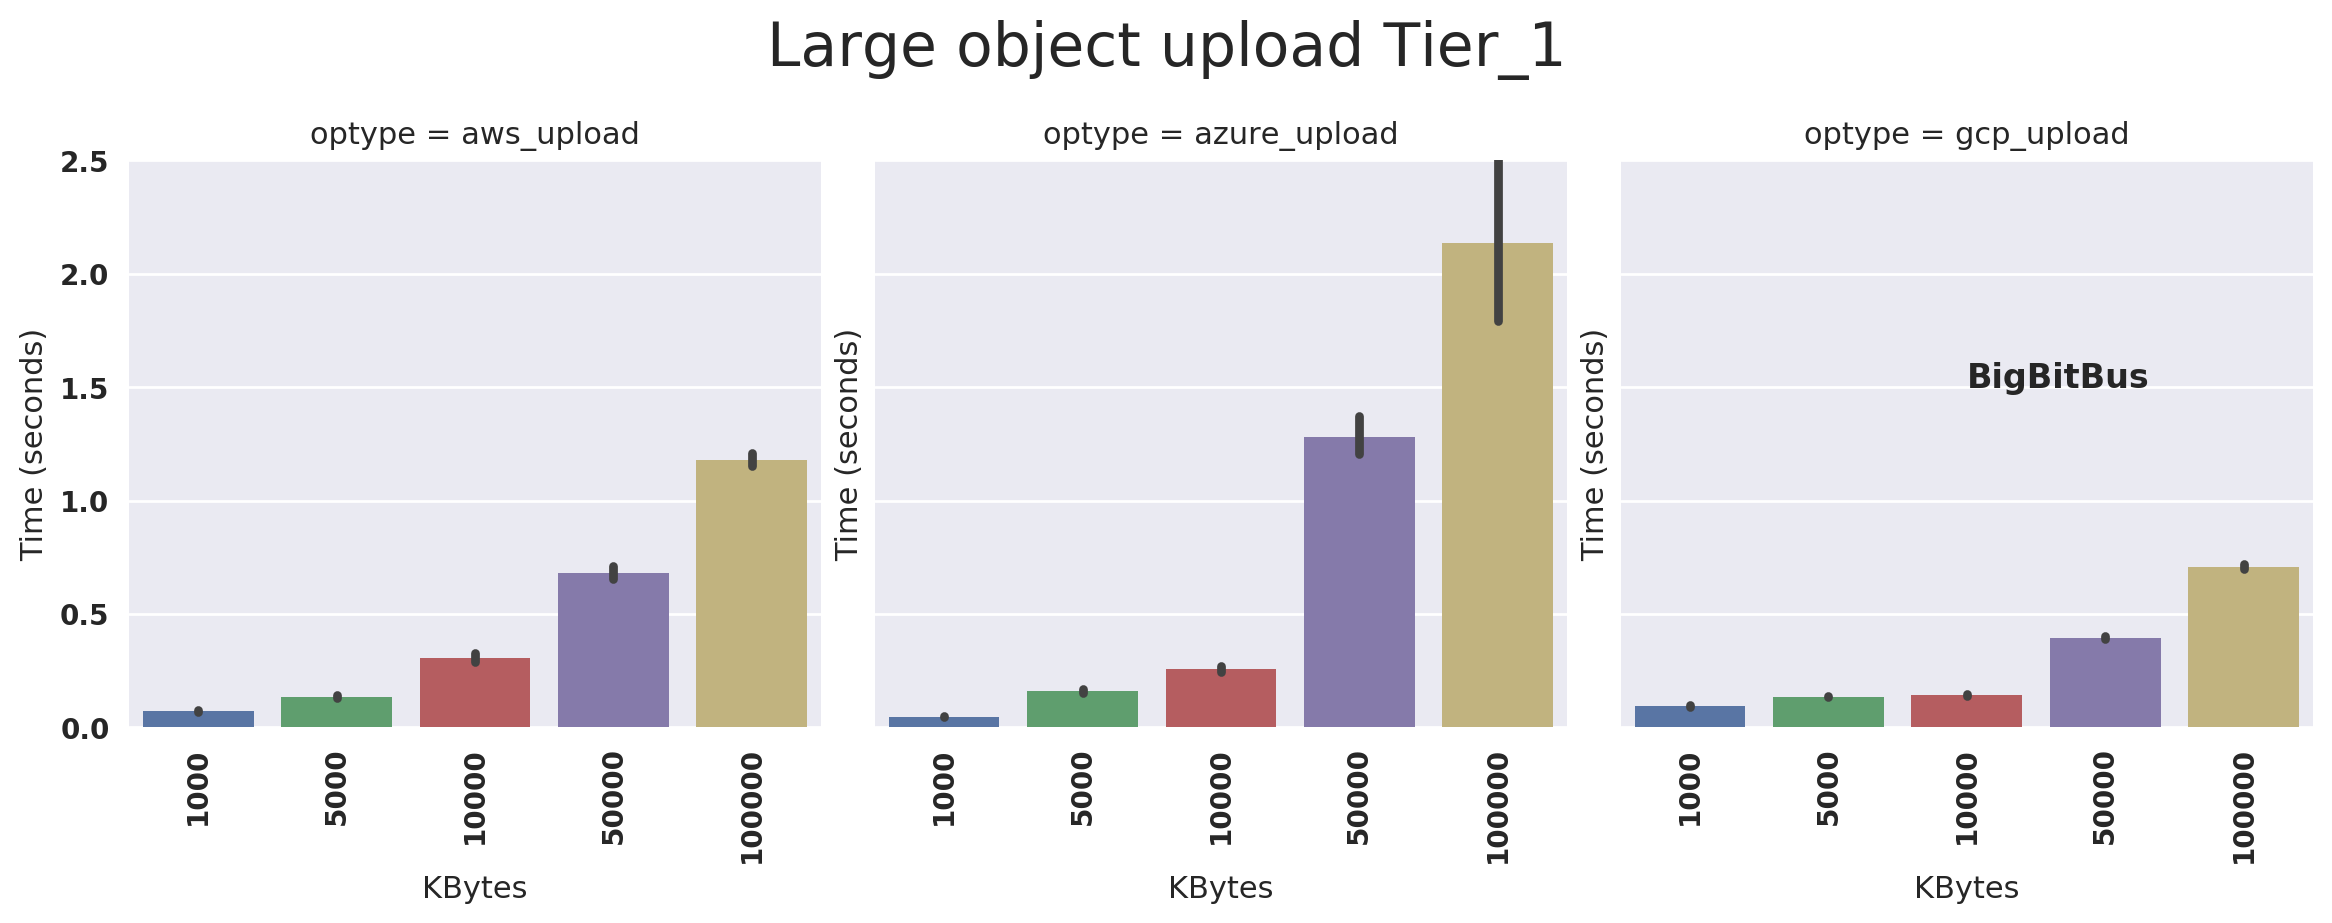 Large object upload Tier_1
optype = aws_upload
optype = azure_upload
optype = gcp_upload
2.5
2.0
1.5
1.0
0.5
0.0
Time (seconds)
Time (seconds)
Time (seconds)
BigBitBus
1000
5000
10000
50000
100000
1000
5000
10000
50000
100000
1000
5000
10000
50000
100000
KBytes
KBytes
KBytes